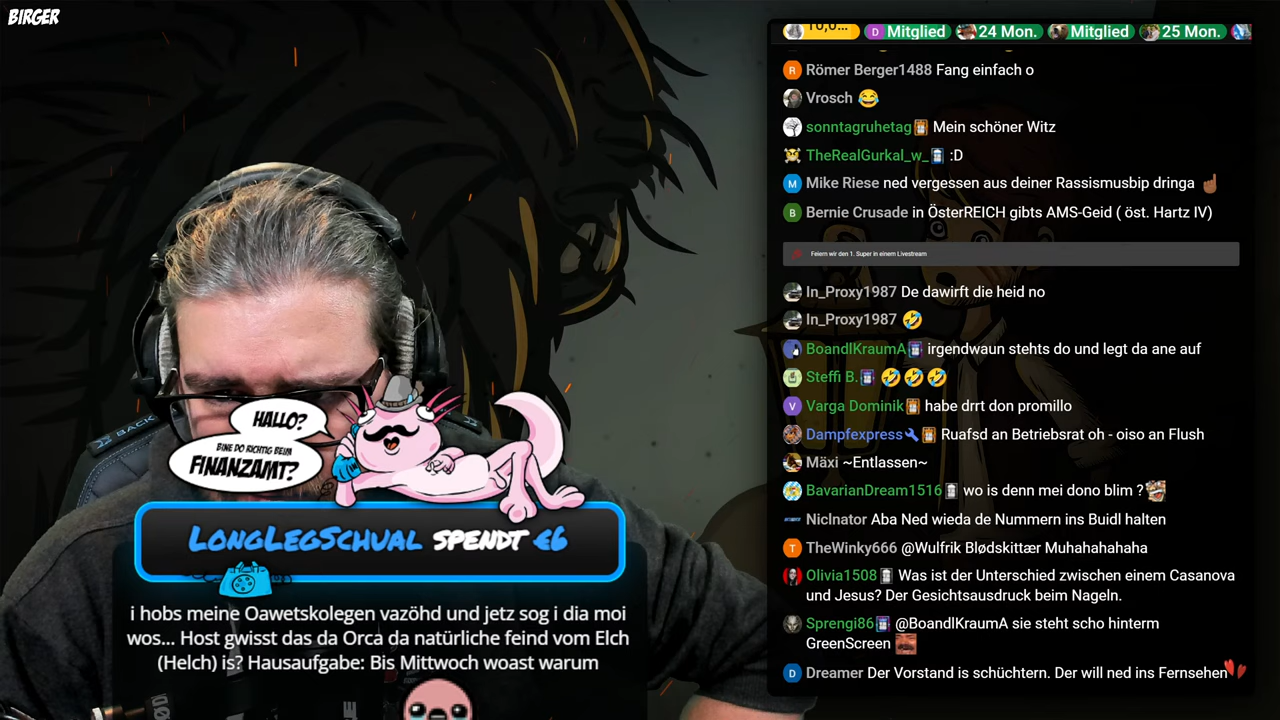 BIRGER
10,0...
D Mitglied 24 Mon. Mitglied 25 Mon.
R Römer Berger1488 Fang einfach o
Vrosch 😂
sonntagruhetag Mein schöner Witz
TheRealGurkal_w_ :D
M Mike Riese ned vergessen aus deiner Rassismusbip dringa ☝🏾
B Bernie Crusade in ÖsterREICH gibts AMS-Geid ( öst. Hartz IV)
Feiern wir den 1. Super in einem Livestream
In_Proxy1987 De dawirft die heid no
In_Proxy1987 🤣
BoandlKraumA irgendwaun stehts do und legt da ane auf
Steffi B. 🤣🤣🤣
V Varga Dominik habe drrt don promillo
Dampfexpress Ruafsd an Betriebsrat oh - oiso an Flush
Mäxi ~Entlassen~
BavarianDream1516 wo is denn mei dono blim ?
Niclnator Aba Ned wieda de Nummern ins Buidl halten
T TheWinky666 @Wulfrik Blødskittær Muhahahahaha
Olivia1508 Was ist der Unterschied zwischen einem Casanova
und Jesus? Der Gesichtsausdruck beim Nageln.
Sprengi86 @BoandlKraumA sie steht scho hinterm
GreenScreen
D Dreamer Der Vorstand is schüchtern. Der will ned ins Fernsehen
BACK
HALLO?
BINE DO RICHTIG BEIM
FINANZAMT?
LONGLEGSCHUAL SPENDT €6
i hobs meine Oawetskolegen vazöhd und jetz sog i dia moi
wos... Host gwisst das da Orca da natürliche feind vom Elch
(Helch) is? Hausaufgabe: Bis Mittwoch woast warum